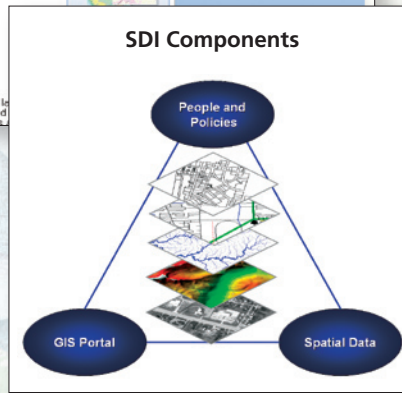 SDI Components
People and
Policies
GIS Portal
Spatial Data